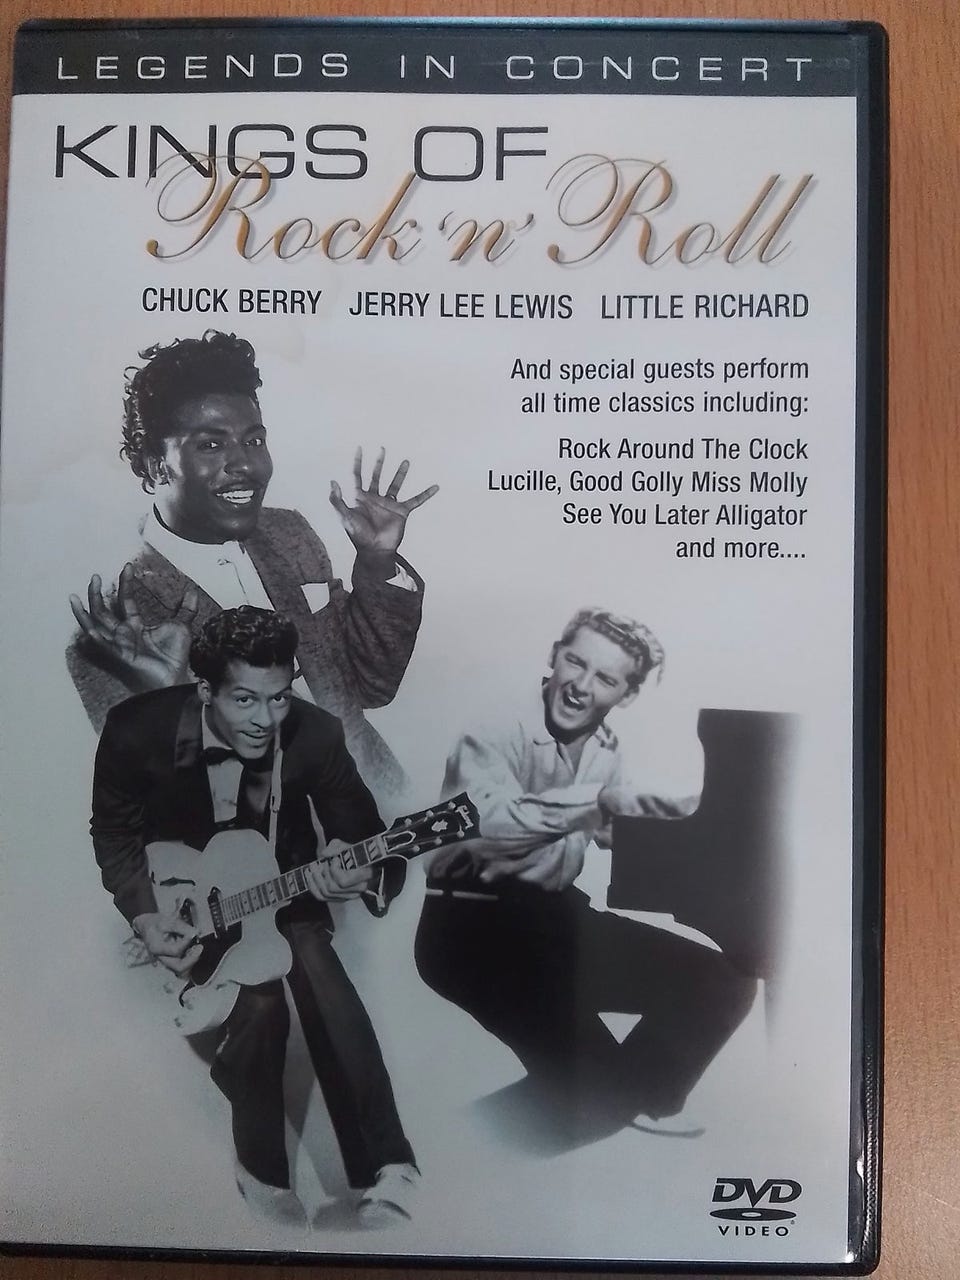 LEGENDS IN CONCERT
KINGS OF
Rock 'n' Roll
CHUCK BERRY JERRY LEE LEWIS LITTLE RICHARD
And special guests perform
all time classics including:
Rock Around The Clock
Lucille, Good Golly Miss Molly
See You Later Alligator
and more....
Gibson
DVD
VIDEO